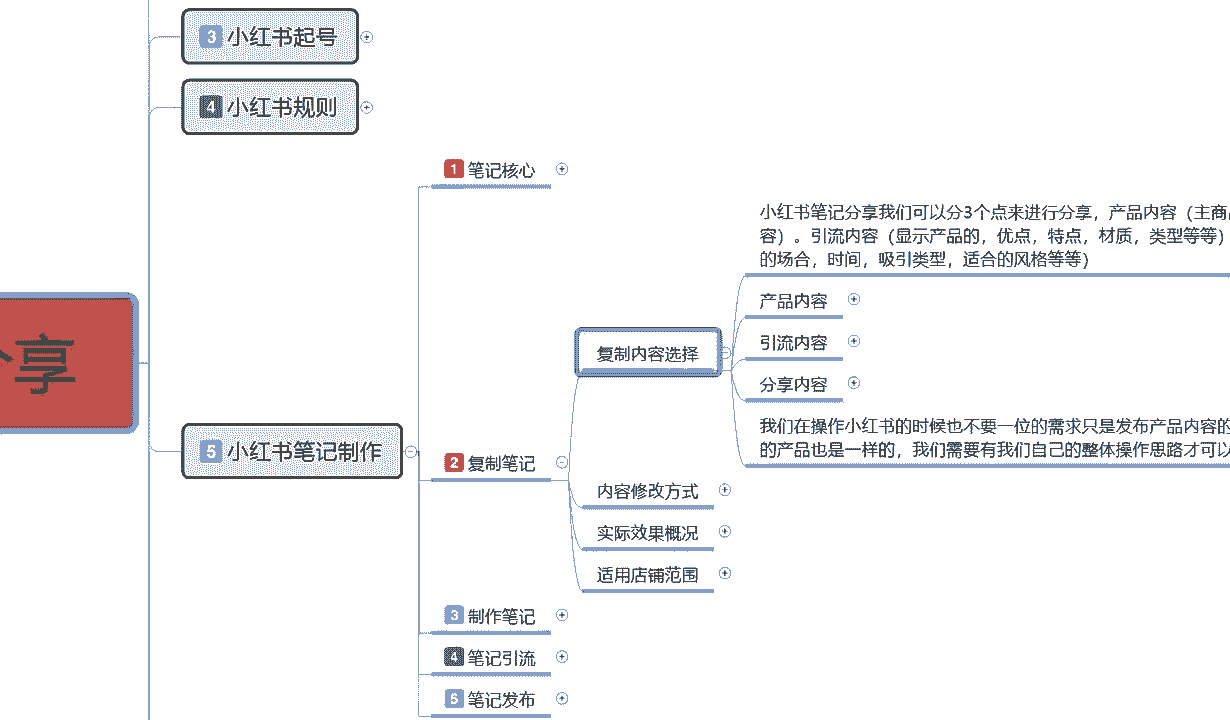 3 小红书起号
4 小红书规则
1 笔记核心
小红书笔记分享我们可以分3个点来进行分享，产品内容（主商
容）。引流内容（显示产品的，优点，特点，材质，类型等等）
的场合，时间，吸引类型，适合的风格等等）
产品内容
引流内容
复制内容选择
分享内容
享
我们在操作小红书的时候也不要一位的需求只是发布产品内容的
的产品也是一样的，我们需要有我们自己的整体操作思路才可以
5 小红书笔记制作
2 复制笔记
内容修改方式
实际效果概况
适用店铺范围
3 制作笔记
4 笔记引流
5 笔记发布